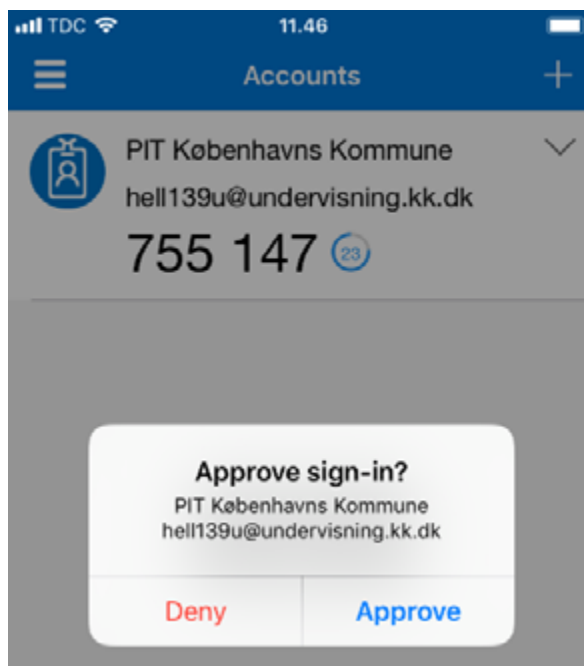 TDC 11.46
Accounts
PIT Københavns Kommune
hell139u@undervisning.kk.dk
755 147 23
Approve sign-in?
PIT Københavns Kommune
hell139u@undervisning.kk.dk
Deny Approve